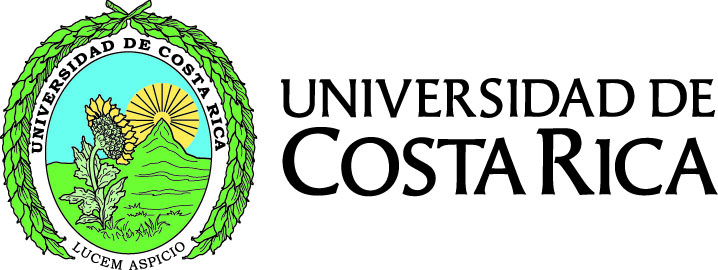 UNIVERSIDAD DE COSTA RICA
LUCEM ASPICIO
UNIVERSIDAD DE
COSTA RICA